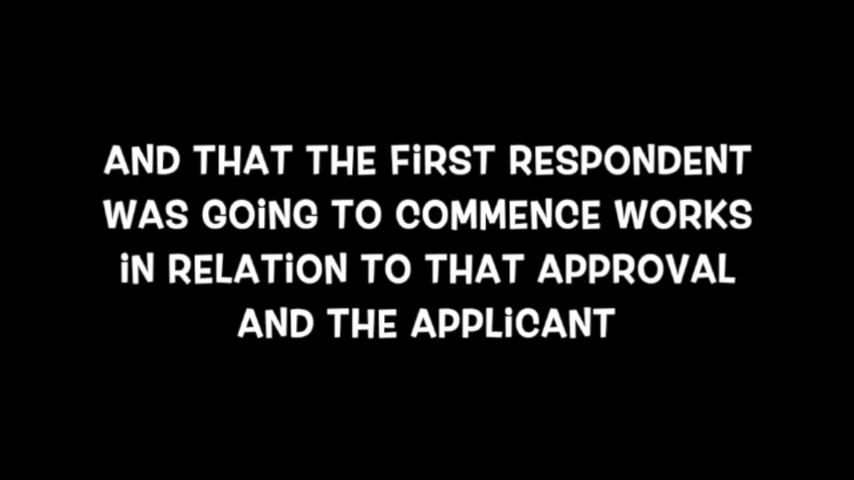 AND THAT THE FiRST RESPONDENT
WAS GOiNG TO COMMENCE WORKS
iN RELATiON TO THAT APPROVAL
AND THE APPLiCANT